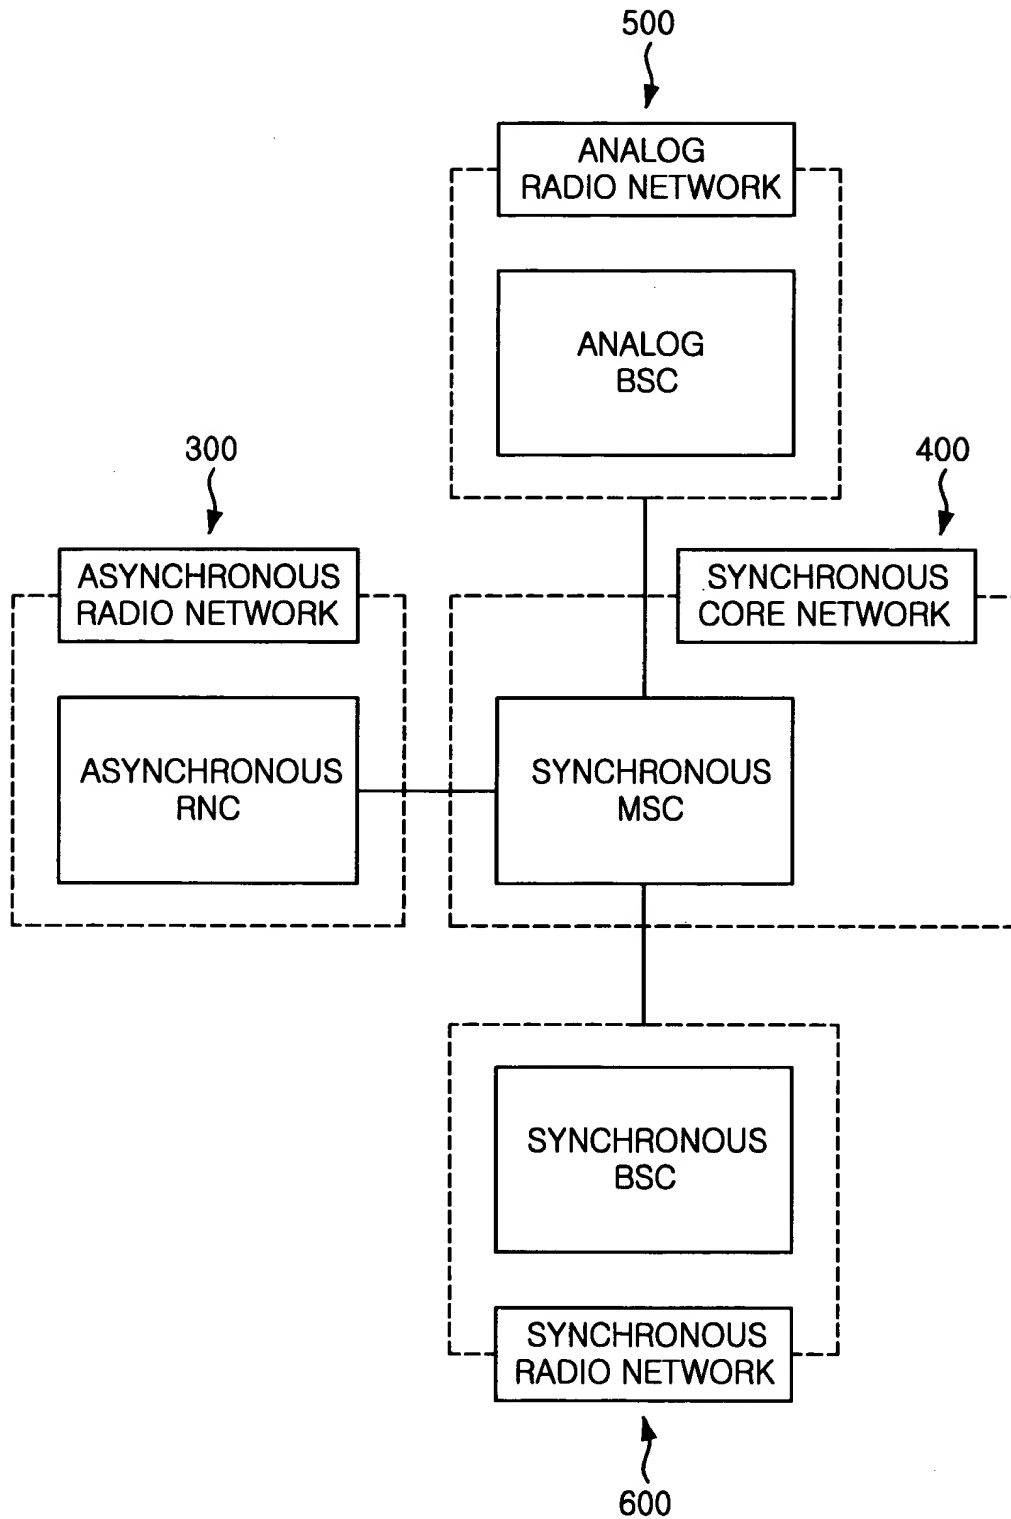 500
ANALOG
RADIO NETWORK
ANALOG
BSC
300
400
ASYNCHRONOUS
RADIO NETWORK
SYNCHRONOUS
CORE NETWORK
ASYNCHRONOUS
RNC
SYNCHRONOUS
MSC
SYNCHRONOUS
BSC
SYNCHRONOUS
RADIO NETWORK
600